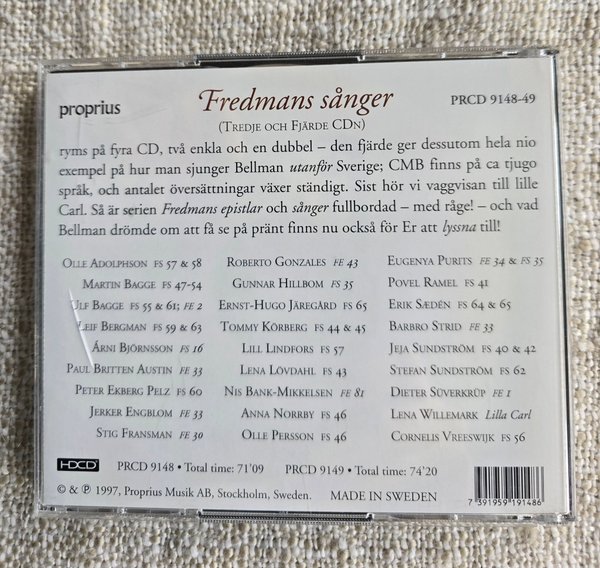 proprius
Fredmans sånger
PRCD 9148-49
(Tredje och Fjärde CDn)
ryms på fyra CD, två enkla och en dubbel – den fjärde ger dessutom hela nio
exempel på hur man sjunger Bellman utanför Sverige; CMB finns på ca tjugo
språk, och antalet översättningar växer ständigt. Sist hör vi vaggvisan till lille
Carl. Så är serien Fredmans epistlar och sånger fullbordad – med råge! – och vad
Bellman drömde om att få se på pränt finns nu också för Er att lyssna till!
Olle Adolphson FS 57 & 58
Martin Bagge FS 47-54
Ulf Bagge FS 55 & 61; FE 2
Leif Bergman FS 59 & 63
Árni Björnsson FS 16
Paul Britten Austin FE 33
Peter Ekberg Pelz FS 60
Jerker Engblom FE 33
Stig Fransman FE 30
Roberto Gonzales FE 43
Gunnar Hillbom FS 35
Ernst-Hugo Järegård FS 65
Tommy Körberg FS 44 & 45
Lill Lindfors FS 57
Lena Lövdahl FS 43
Nis Bank-Mikkelsen FE 81
Anna Norrby FS 46
Olle Persson FS 46
Eugenya Purits FE 34 & FS 35
Povel Ramel FS 41
Erik Sædén FS 64 & 65
Barbro Strid FE 33
Jeja Sundström FS 40 & 42
Stefan Sundström FS 62
Dieter Süverkrüp FE 1
Lena Willemark Lilla Carl
Cornelis Vreeswijk FS 56
HDCD
PRCD 9148 • Total time: 71'09
PRCD 9149 • Total time: 74'20
© & ℗ 1997, Proprius Musik AB, Stockholm, Sweden.
MADE IN SWEDEN
7 391959 191486